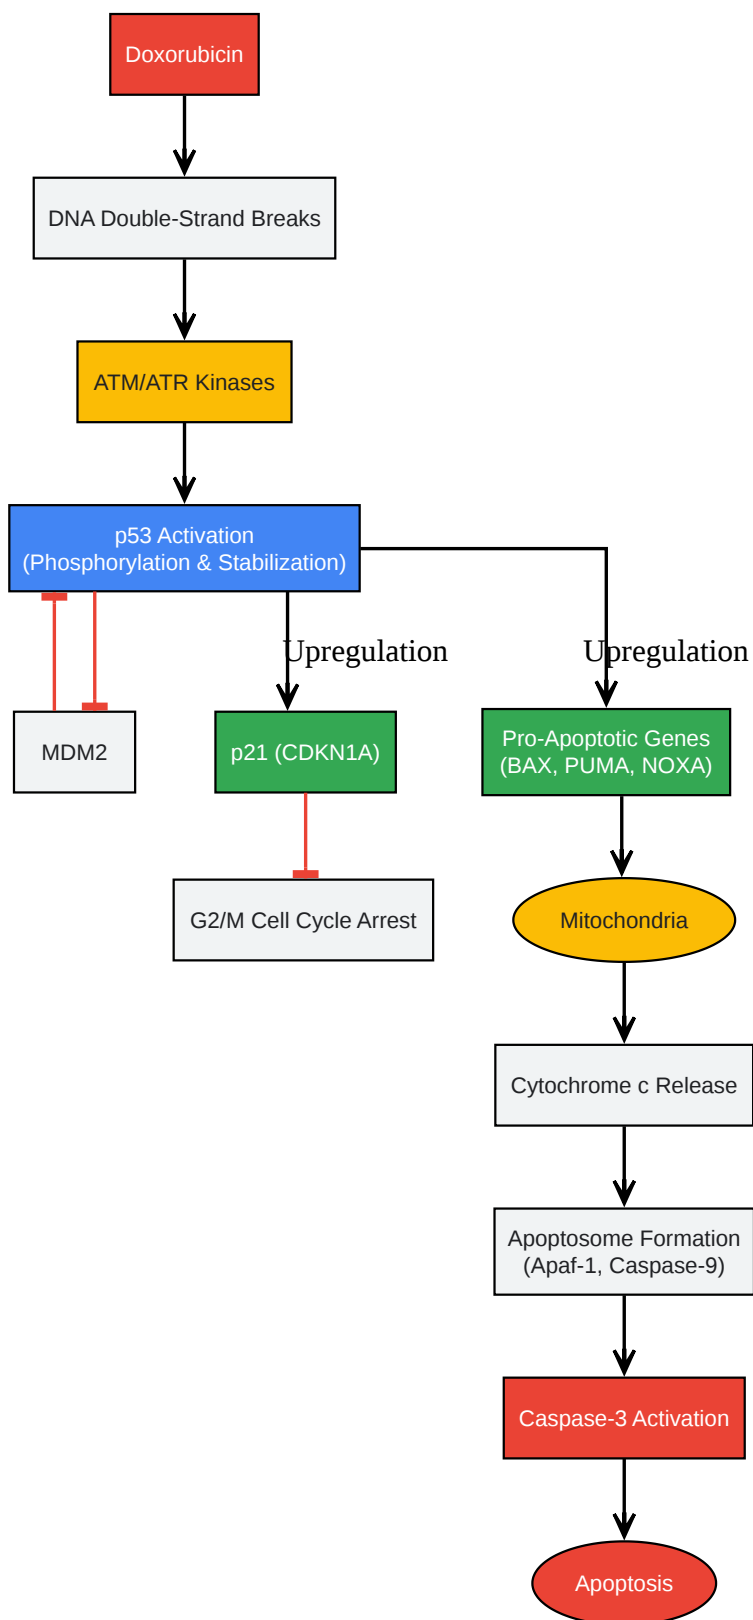 Doxorubicin
DNA Double-Strand Breaks
ATM/ATR Kinases
p53 Activation
(Phosphorylation & Stabilization)
Upregulation
Upregulation
MDM2
p21 (CDKN1A)
Pro-Apoptotic Genes
(BAX, PUMA, NOXA)
G2/M Cell Cycle Arrest
Mitochondria
Cytochrome c Release
Apoptosome Formation
(Apaf-1, Caspase-9)
Caspase-3 Activation
Apoptosis